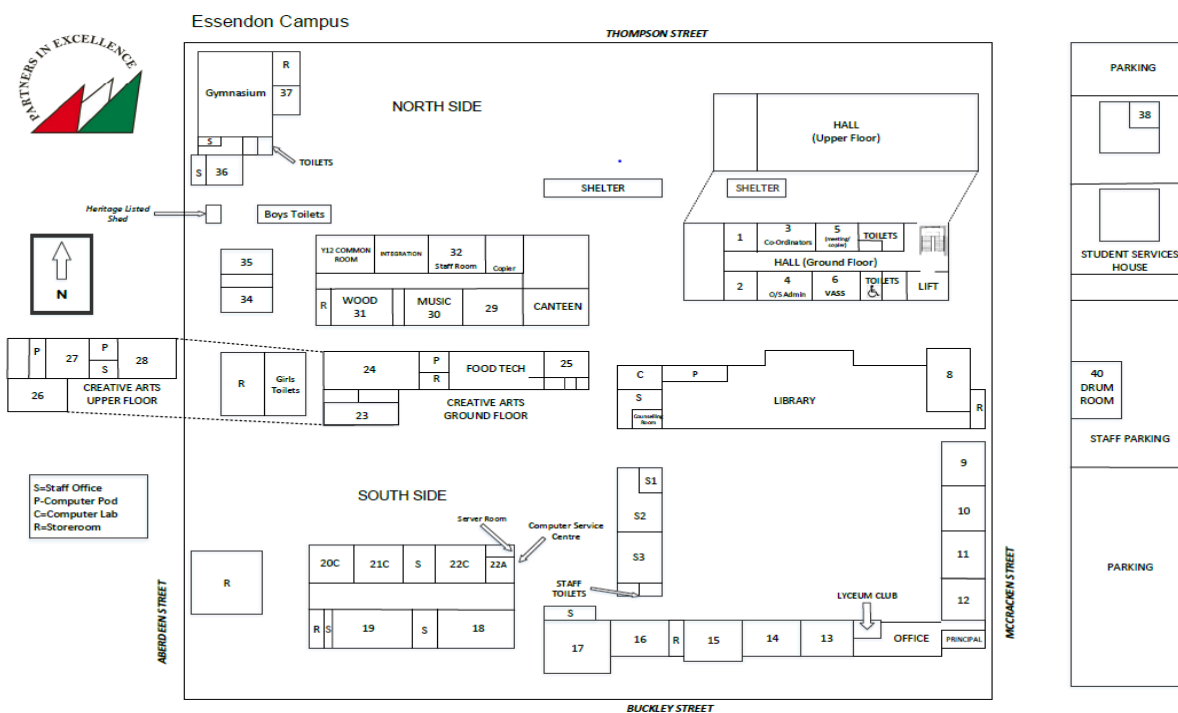 Essendon Campus
THOMPSON STREET
PARTNERS IN EXCELLENCE
R
Gymnasium
37
NORTH SIDE
S
TOILETS
S
36
HALL
(Upper Floor)
PARKING
38
SHELTER
SHELTER
Heritage Listed
Shed
Boys Toilets
N
35
34
Y12 COMMON
ROOM
INTEGRATION
32
Staff Room
Copier
R
WOOD
31
MUSIC
30
29
CANTEEN
1
3
Co-Ordinators
5
(meeting/
copier)
TOILETS
HALL (Ground Floor)
2
4
O/S Admin
6
VASS
TOILETS
LIFT
STUDENT SERVICES
HOUSE
P
27
P
S
28
26
CREATIVE ARTS
UPPER FLOOR
R
Girls
Toilets
24
P
R
FOOD TECH
25
23
CREATIVE ARTS
GROUND FLOOR
C
P
S
Counselling
Room
LIBRARY
8
R
40
DRUM
ROOM
STAFF PARKING
S=Staff Office
P-Computer Pod
C=Computer Lab
R=Storeroom
SOUTH SIDE
Server Room
Computer Service
Centre
S1
S2
S3
STAFF
TOILETS
9
10
11
12
PARKING
R
20C
21C
S
22C
22A
R
S
19
S
18
S
17
16
R
15
14
13
LYCEUM CLUB
OFFICE
PRINCIPAL
ABERDEEN STREET
MCCRACKEN STREET
BUCKLEY STREET